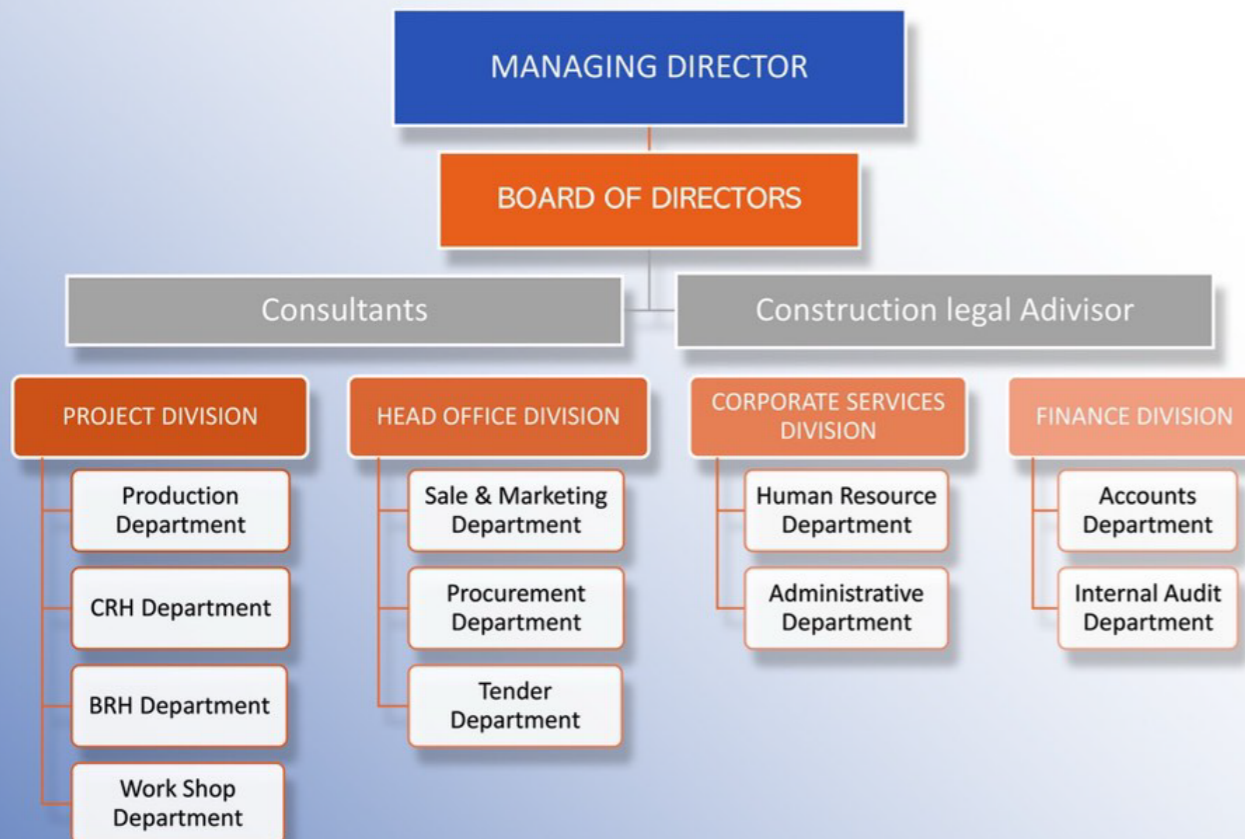 MANAGING DIRECTOR
BOARD OF DIRECTORS
Consultants
Construction legal Adivisor
PROJECT DIVISION
Production
Department
CRH Department
BRH Department
Work Shop
Department
HEAD OFFICE DIVISION
Sale & Marketing
Department
Procurement
Department
Tender
Department
CORPORATE SERVICES
DIVISION
Human Resource
Department
Administrative
Department
FINANCE DIVISION
Accounts
Department
Internal Audit
Department